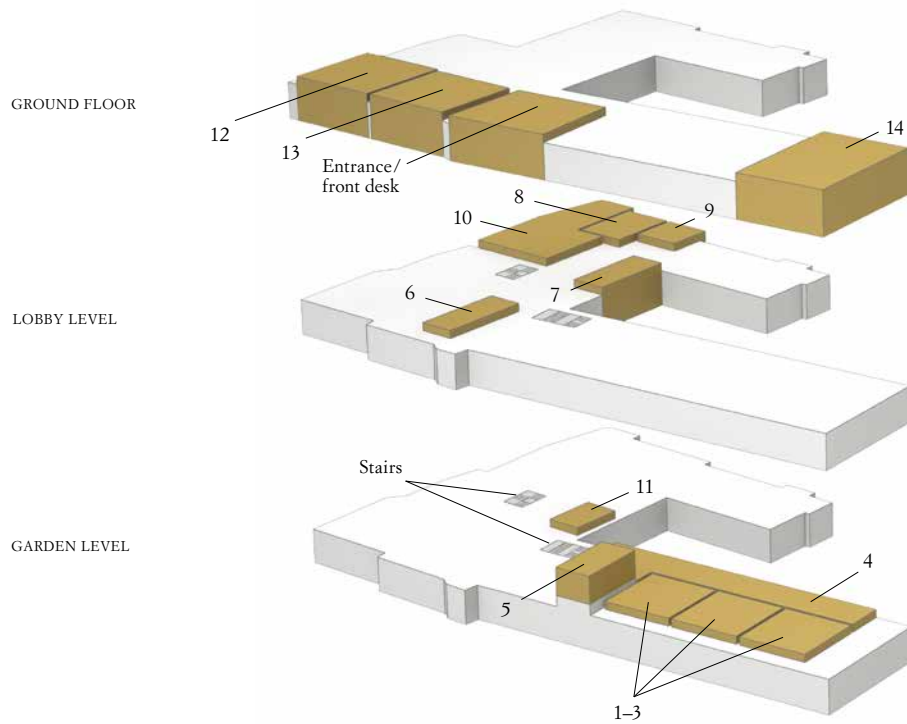 GROUND FLOOR
12
13
Entrance/
front desk
14
8
9
10
6
7
LOBBY LEVEL
Stairs
11
GARDEN LEVEL
4
5
1–3